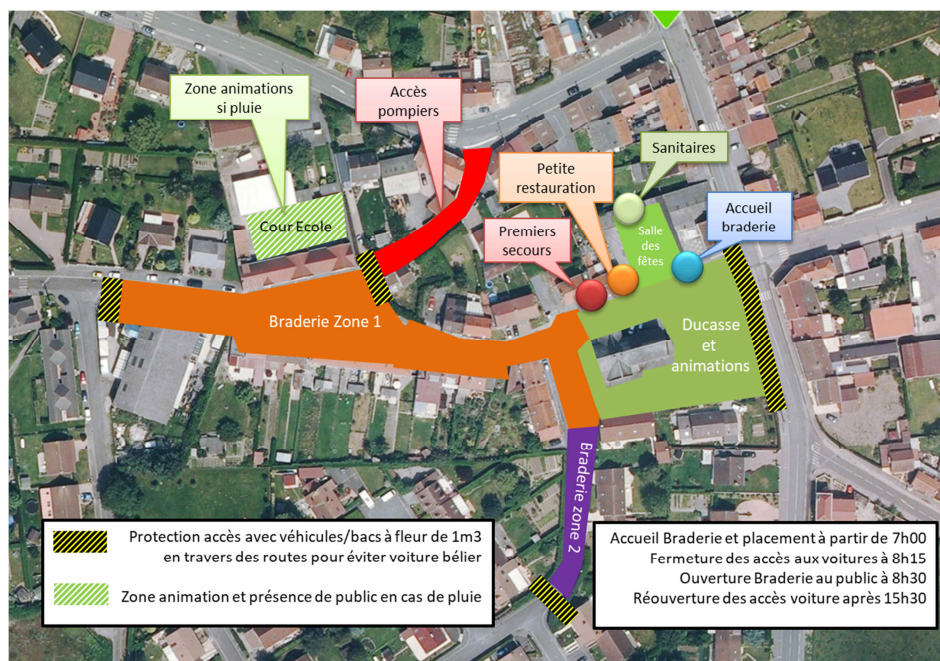 Zone animations
si pluie
Accès
pompiers
Sanitaires
Petite
restauration
Accueil
braderie
Premiers
secours
Cour Ecole
Salle
des
fêtes
Braderie Zone 1
Ducasse
et
animations
Braderie zone 2
Protection accès avec véhicules/bacs à fleur de 1m3
en travers des routes pour éviter voiture bélier
Zone animation et présence de public en cas de pluie
Accueil Braderie et placement à partir de 7h00
Fermeture des accès aux voitures à 8h15
Ouverture Braderie au public à 8h30
Réouverture des accès voiture après 15h30